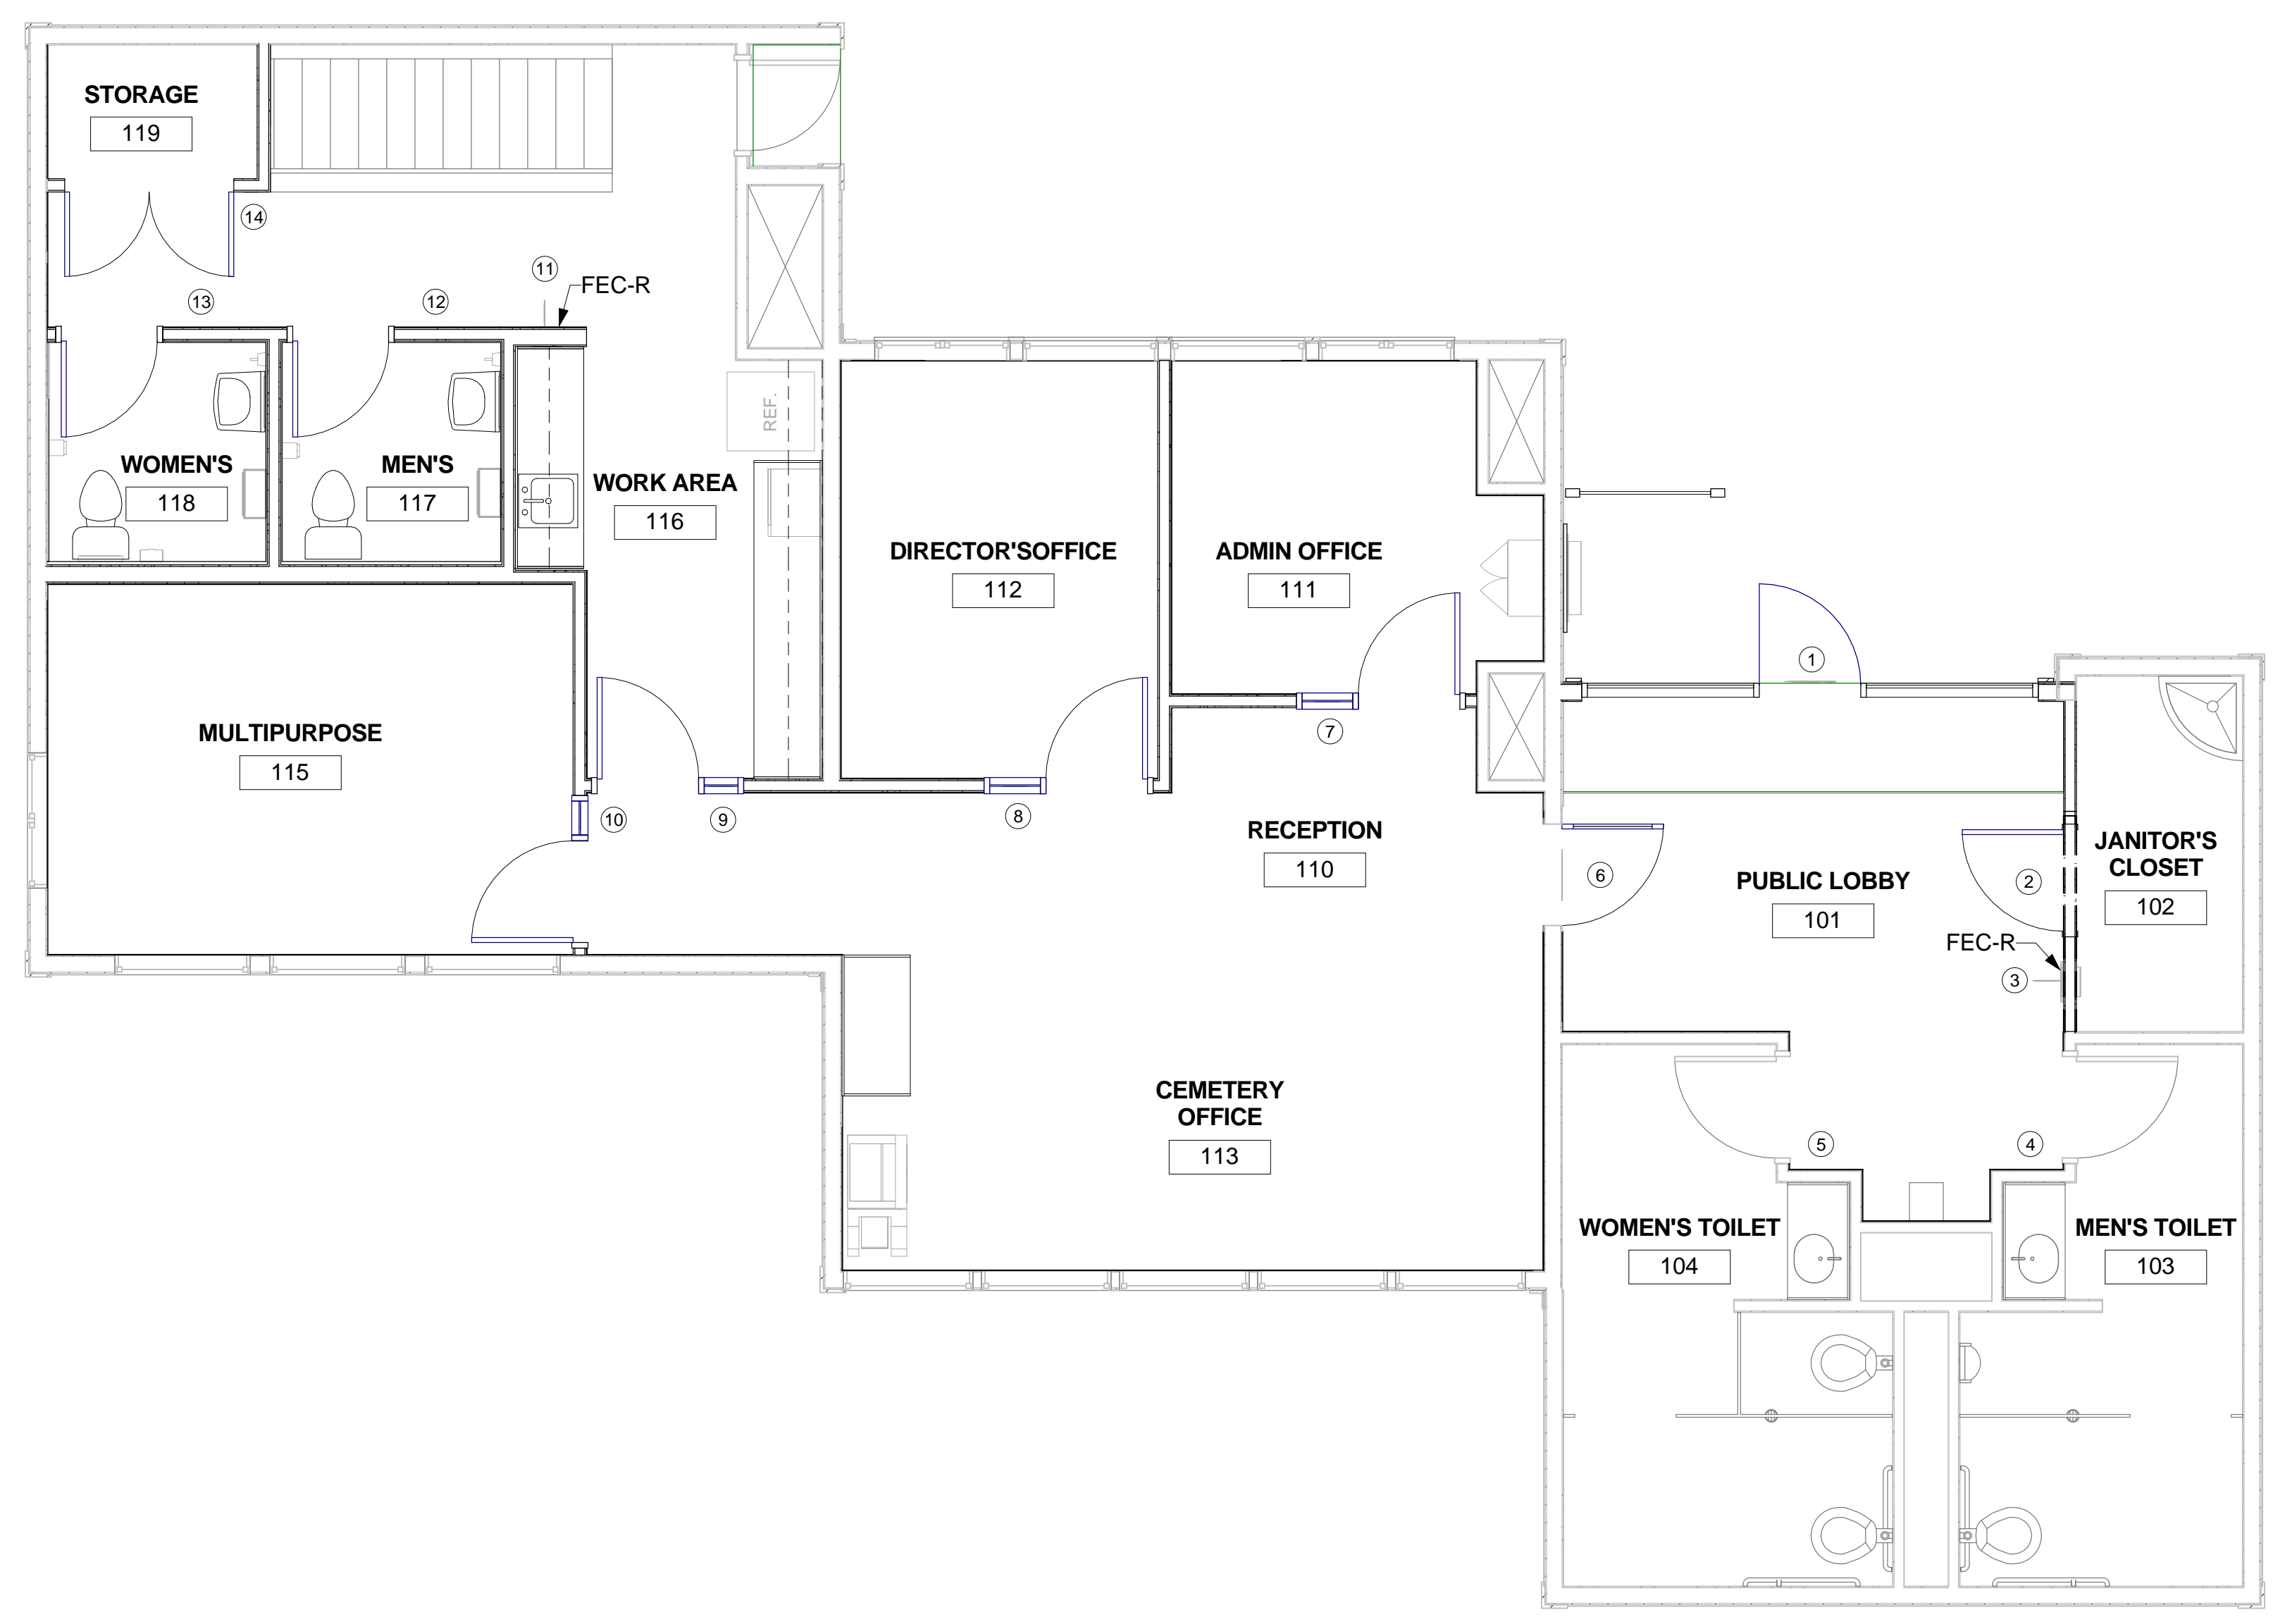 STORAGE
119
14
13
12
11
FEC-R
REF.
WOMEN'S
118
MEN'S
117
WORK AREA
116
DIRECTOR'SOFFICE
112
ADMIN OFFICE
111
1
MULTIPURPOSE
115
10
9
8
7
RECEPTION
110
6
PUBLIC LOBBY
101
2
JANITOR'S
CLOSET
102
FEC-R
3
CEMETERY
OFFICE
113
5
4
WOMEN'S TOILET
104
MEN'S TOILET
103